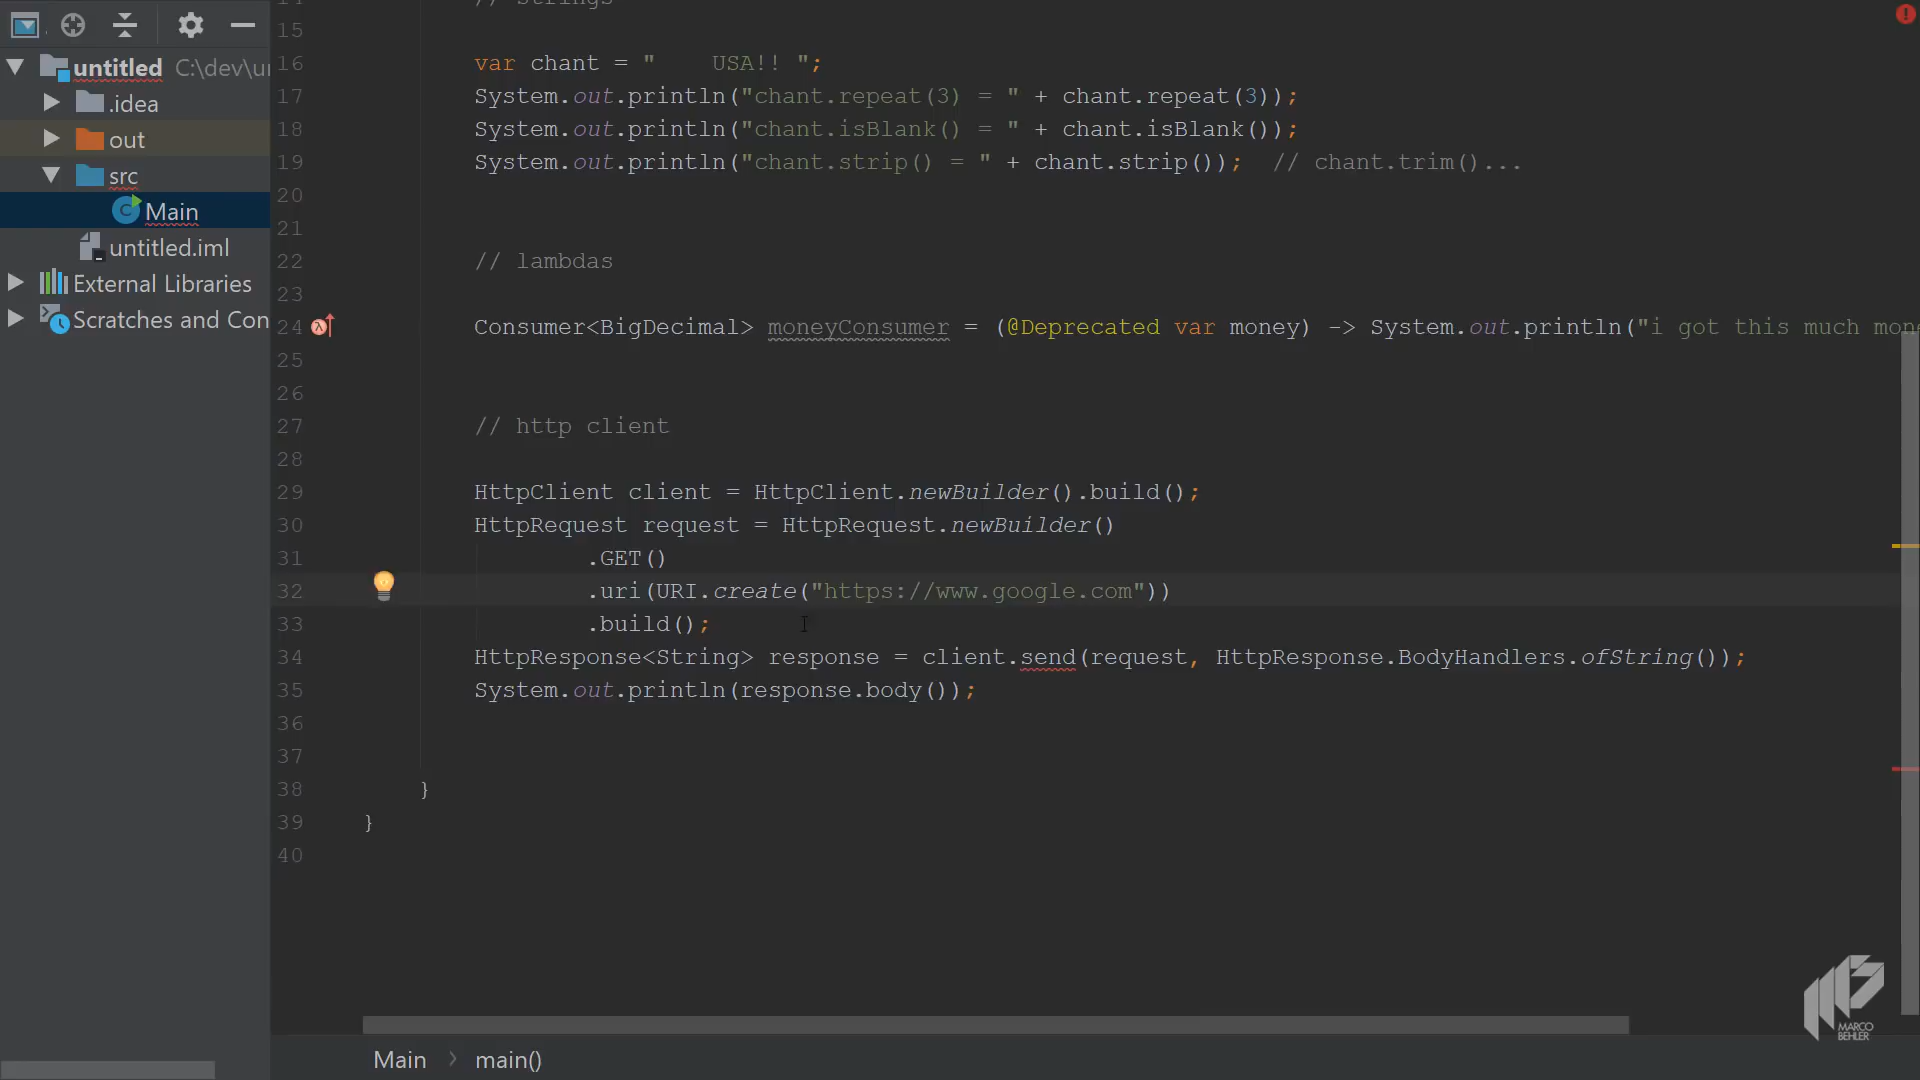 untitled C:\dev\u
.idea
out
src
Main
untitled.iml
External Libraries
Scratches and Con
14 // strings
15
16 var chant = "    USA!! ";
17 System.out.println("chant.repeat(3) = " + chant.repeat(3));
18 System.out.println("chant.isBlank() = " + chant.isBlank());
19 System.out.println("chant.strip() = " + chant.strip());  // chant.trim()...
20
21
22 // lambdas
23
24 Consumer<BigDecimal> moneyConsumer = (@Deprecated var money) -> System.out.println("i got this much mon
25
26
27 // http client
28
29 HttpClient client = HttpClient.newBuilder().build();
30 HttpRequest request = HttpRequest.newBuilder()
31 .GET()
32 .uri(URI.create("https://www.google.com"))
33 .build();
34 HttpResponse<String> response = client.send(request, HttpResponse.BodyHandlers.ofString());
35 System.out.println(response.body());
36
37
38 }
39 }
40
Main > main()
MARCO
BEHLER